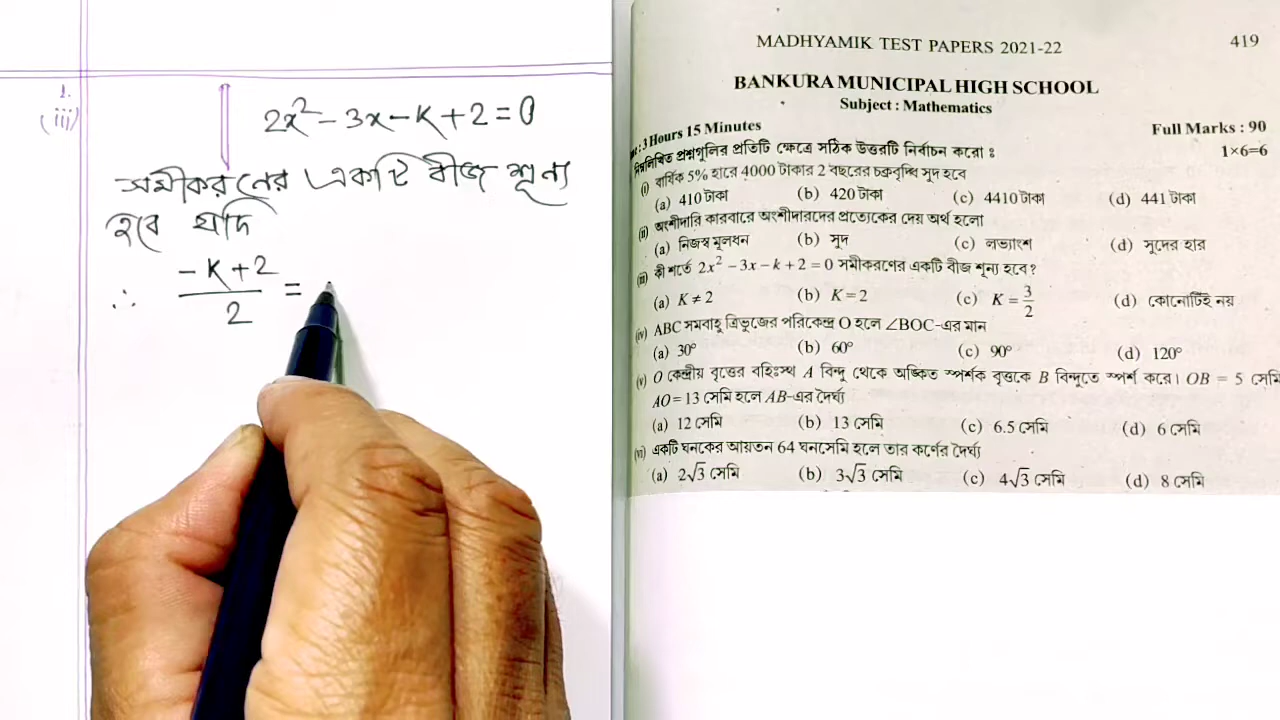 1.
(iii)
2x² - 3x - K + 2 = 0
সমীকরনের একটি বীজ শূন্য
হবে যদি
∴ (-K + 2)/2 =
MADHYAMIK TEST PAPERS 2021-22 419
BANKURA MUNICIPAL HIGH SCHOOL
Subject : Mathematics
: 3 Hours 15 Minutes Full Marks : 90
নিম্নলিখিত প্রশ্নগুলির প্রতিটি ক্ষেত্রে সঠিক উত্তরটি নির্বাচন করো : 1×6=6
(i) বার্ষিক 5% হারে 4000 টাকার 2 বছরের চক্রবৃদ্ধি সুদ হবে
(a) 410 টাকা (b) 420 টাকা (c) 4410 টাকা (d) 441 টাকা
(ii) অংশীদারি কারবারে অংশীদারদের প্রত্যেকের দেয় অর্থ হলো
(a) নিজস্ব মূলধন (b) সুদ (c) লভ্যাংশ (d) সুদের হার
(iii) কী শর্তে 2x² - 3x - k + 2 = 0 সমীকরণের একটি বীজ শূন্য হবে?
(a) K ≠ 2 (b) K = 2 (c) K = 3/2 (d) কোনোটিই নয়
(iv) ABC সমবাহু ত্রিভুজের পরিকেন্দ্র O হলে ∠BOC-এর মান
(a) 30° (b) 60° (c) 90° (d) 120°
(v) O কেন্দ্রীয় বৃত্তের বহিঃস্থ A বিন্দু থেকে অঙ্কিত স্পর্শক বৃত্তকে B বিন্দুতে স্পর্শ করে। OB = 5 সেমি
AO = 13 সেমি হলে AB-এর দৈর্ঘ্য
(a) 12 সেমি (b) 13 সেমি (c) 6.5 সেমি (d) 6 সেমি
(vi) একটি ঘনকের আয়তন 64 ঘনসেমি হলে তার কর্ণের দৈর্ঘ্য
(a) 2√3 সেমি (b) 3√3 সেমি (c) 4√3 সেমি (d) 8 সেমি